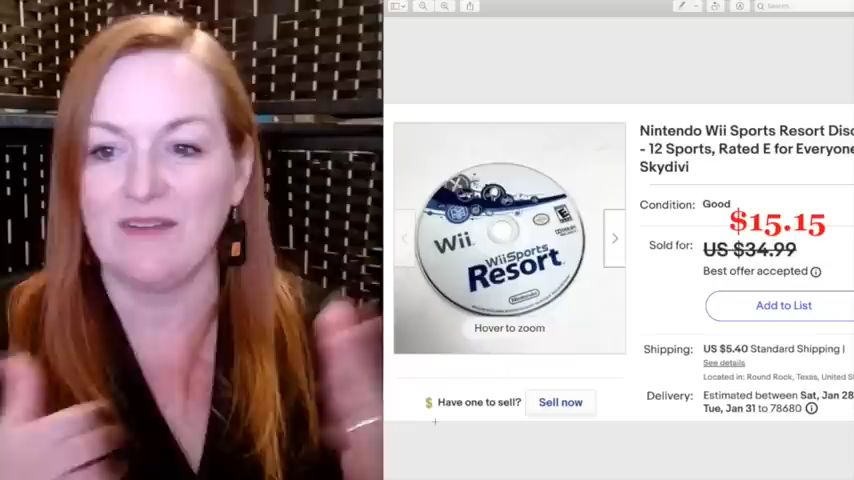 Search...
Nintendo Wii Sports Resort Disc
- 12 Sports, Rated E for Everyone
Skydivi
Condition: Good
$15.15
Sold for: US $34.99
Best offer accepted
Add to List
Wii
Wii Sports
Resort
Nintendo
E
Hover to zoom
Shipping: US $5.40 Standard Shipping |
See details
Located in: Round Rock, Texas, United S
Delivery: Estimated between Sat, Jan 28
Tue, Jan 31 to 78680
$ Have one to sell? Sell now